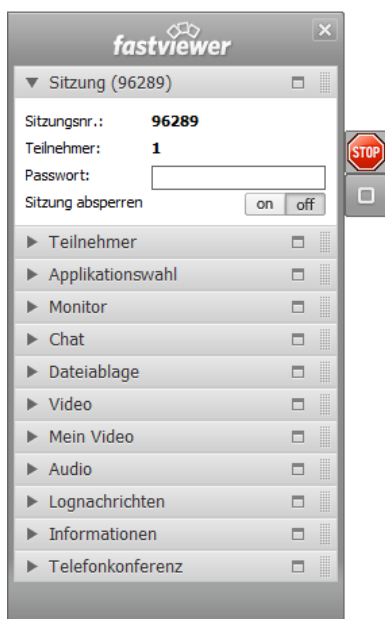 fastviewer
Sitzung (96289)
Sitzungsnr.: 96289
Teilnehmer: 1
STOP
Passwort:
Sitzung absperren on off
Teilnehmer
Applikationswahl
Monitor
Chat
Dateiablage
Video
Mein Video
Audio
Lognachrichten
Informationen
Telefonkonferenz